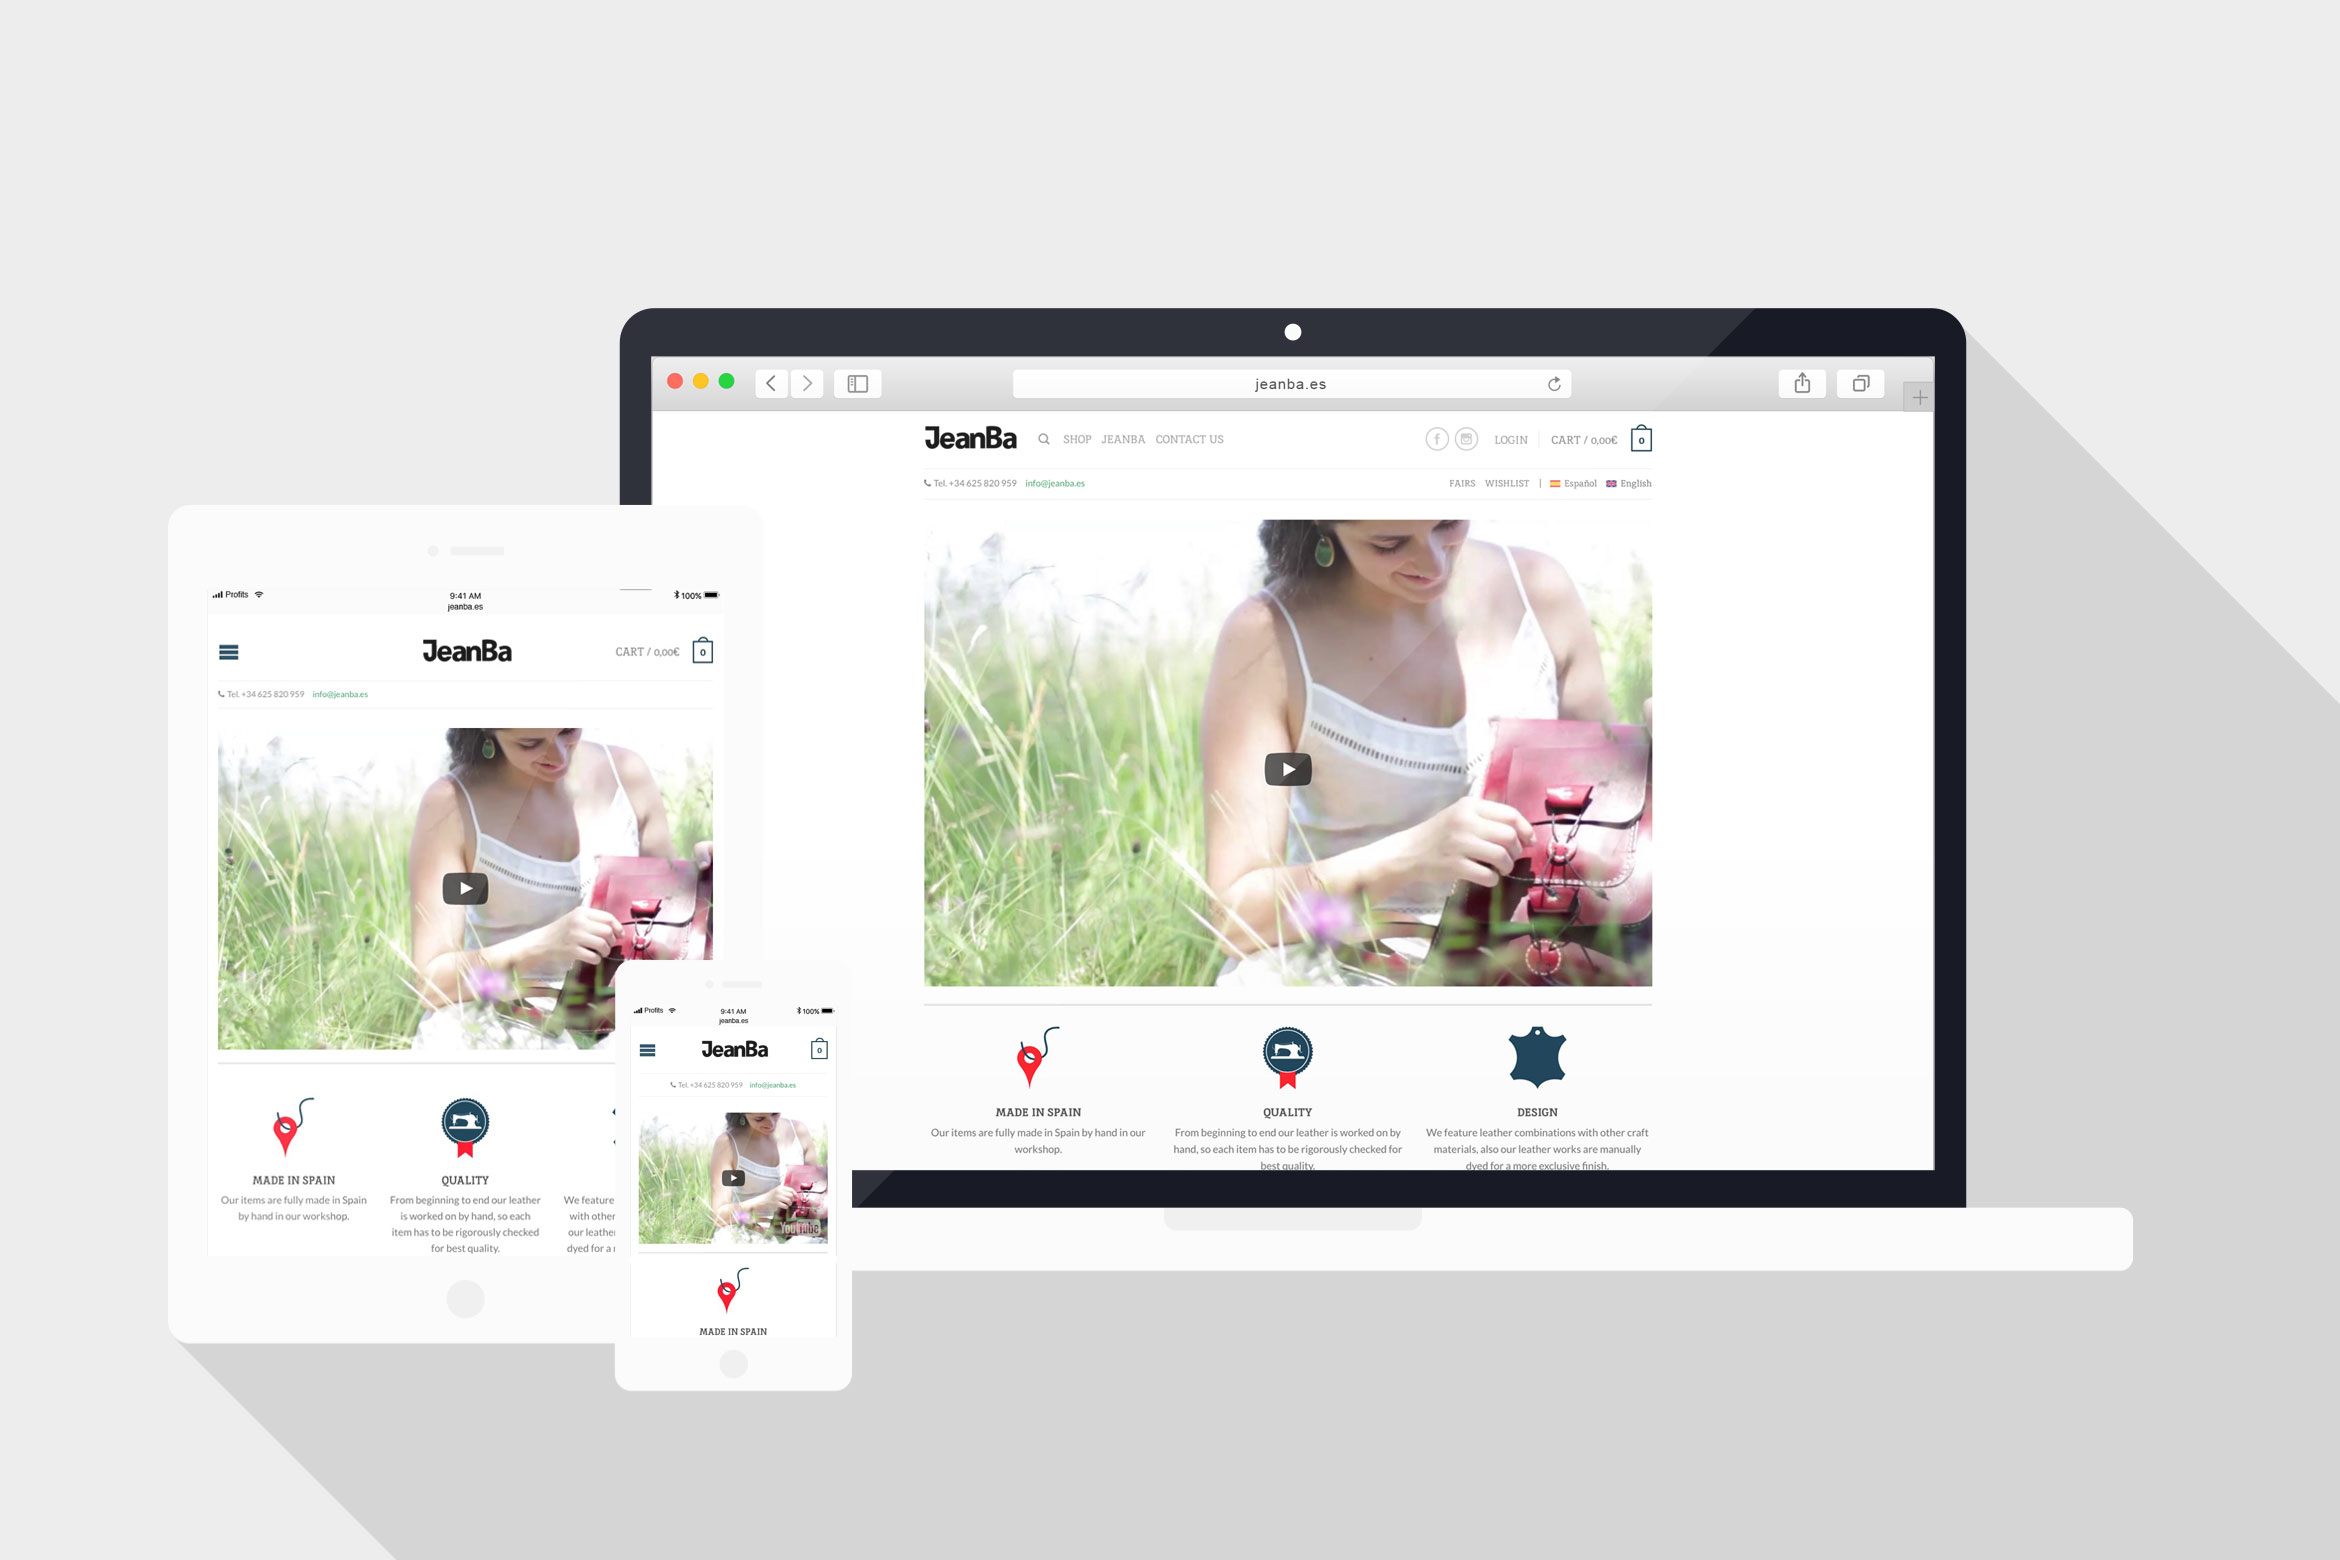 jeanba.es
JeanBa SHOP JEANBA CONTACT US LOGIN CART / 0,00€ 0
Tel. +34 625 820 959 info@jeanba.es FAIRS WISHLIST | Español English
MADE IN SPAIN
Our items are fully made in Spain by hand in our
workshop.
QUALITY
From beginning to end our leather is worked on by
hand, so each item has to be rigorously checked for
best quality.
DESIGN
We feature leather combinations with other craft
materials, also our leather works are manually
dyed for a more exclusive finish.
Profits 9:41 AM 100%
jeanba.es
JeanBa CART / 0,00€ 0
Tel. +34 625 820 959 info@jeanba.es
MADE IN SPAIN
Our items are fully made in Spain
by hand in our workshop.
QUALITY
From beginning to end our leather
is worked on by hand, so each
item has to be rigorously checked
for best quality.
We feature
with other
our leather
dyed for a
Profits 9:41 AM 100%
jeanba.es
JeanBa 0
Tel. +34 625 820 959 info@jeanba.es
YouTube
MADE IN SPAIN